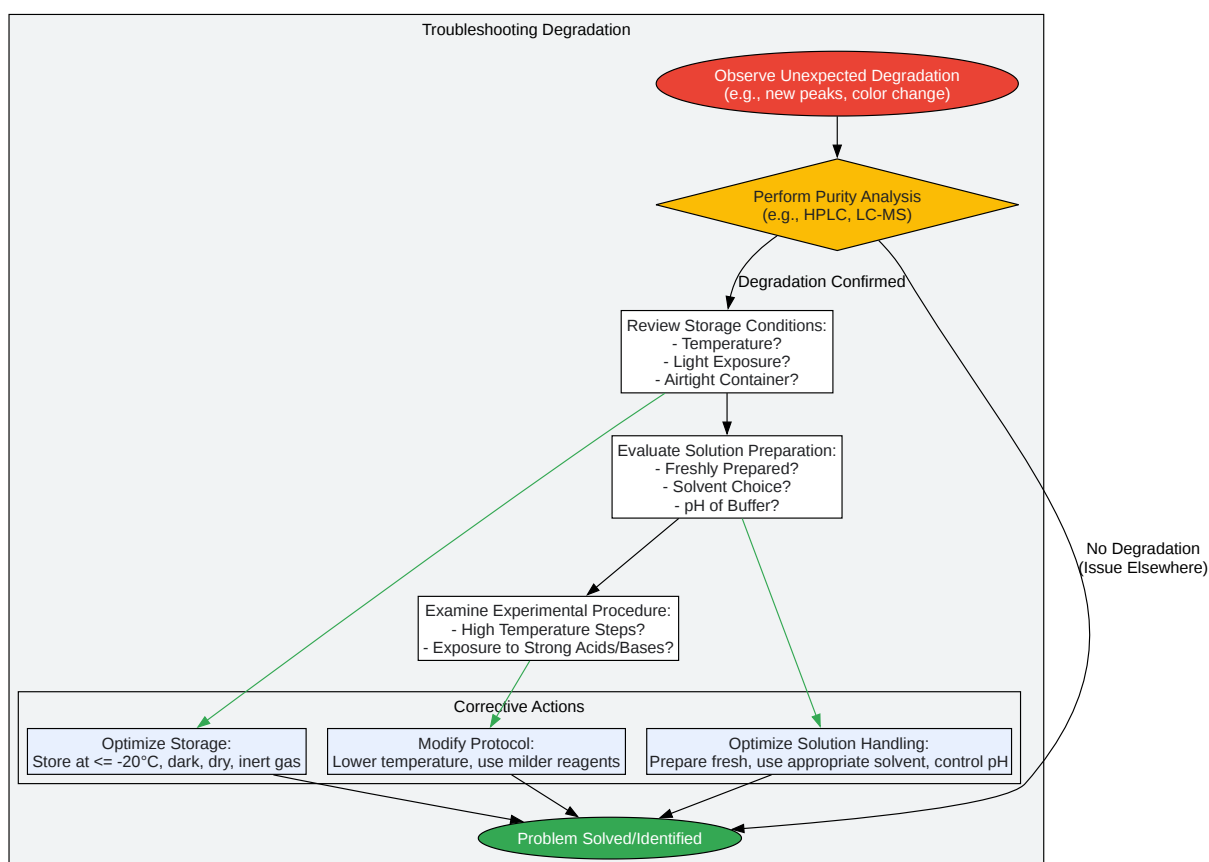 Troubleshooting Degradation
Observe Unexpected Degradation
(e.g., new peaks, color change)
Perform Purity Analysis
(e.g., HPLC, LC-MS)
Degradation Confirmed
Review Storage Conditions:
- Temperature?
- Light Exposure?
- Airtight Container?
Evaluate Solution Preparation:
- Freshly Prepared?
- Solvent Choice?
- pH of Buffer?
No Degradation
(Issue Elsewhere)
Examine Experimental Procedure:
- High Temperature Steps?
- Exposure to Strong Acids/Bases?
Corrective Actions
Optimize Storage:
Store at <= -20°C, dark, dry, inert gas
Modify Protocol:
Lower temperature, use milder reagents
Optimize Solution Handling:
Prepare fresh, use appropriate solvent, control pH
Problem Solved/Identified